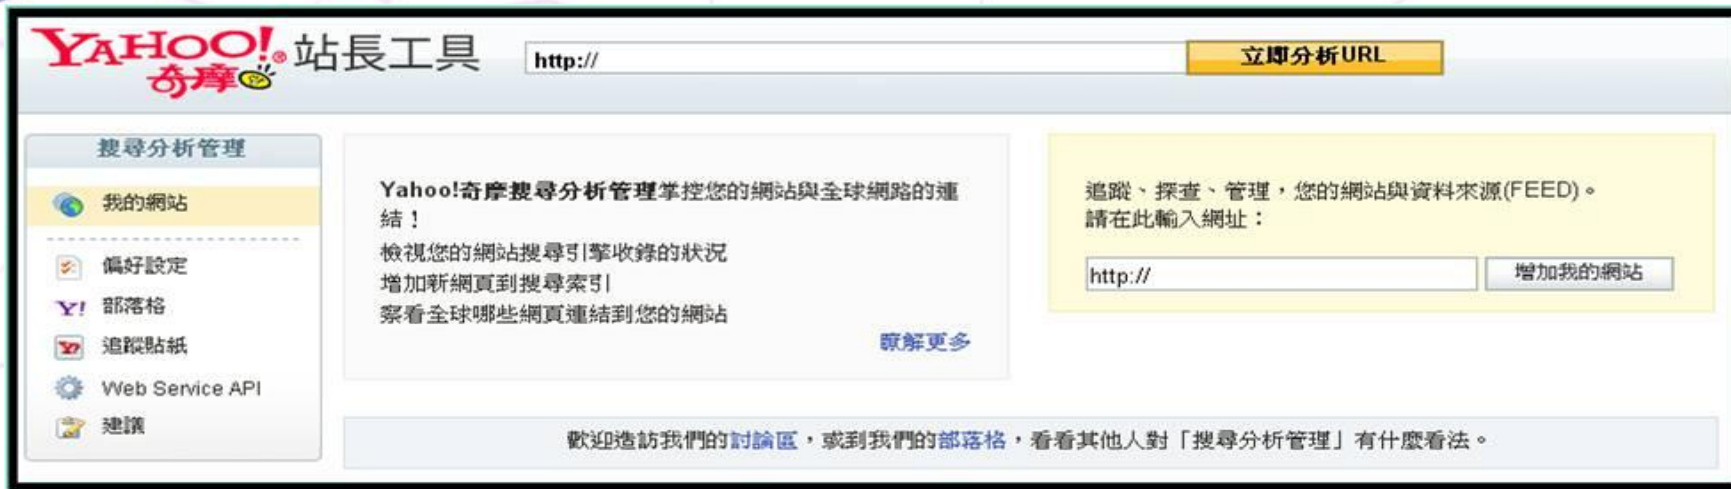 YAHOO!® 站長工具 http:// 立即分析URL
奇摩
搜尋分析管理
我的網站
偏好設定
Y! 部落格
追蹤貼紙
Web Service API
建議
Yahoo!奇摩搜尋分析管理掌控您的網站與全球網路的連
結！
檢視您的網站搜尋引擎收錄的狀況
增加新網頁到搜尋索引
察看全球哪些網頁連結到您的網站
瞭解更多
追蹤、探查、管理，您的網站與資料來源(FEED)。
請在此輸入網址：
http:// 增加我的網站
歡迎造訪我們的討論區，或到我們的部落格，看看其他人對「搜尋分析管理」有什麼看法。